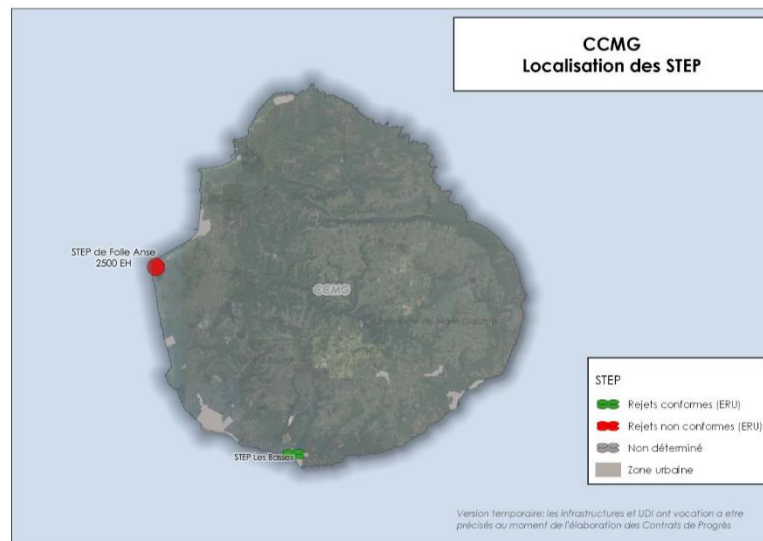 CCMG
Localisation des STEP
STEP de Folle Anse
2500 EH
CCMG
STEP Les Basses
STEP
Rejets conformes (ERU)
Rejets non conformes (ERU)
Non déterminé
Zone urbaine
Version temporaire: les infrastructures et UDI ont vocation a etre
précisés au moment de l'élaboration des Contrats de Progrès